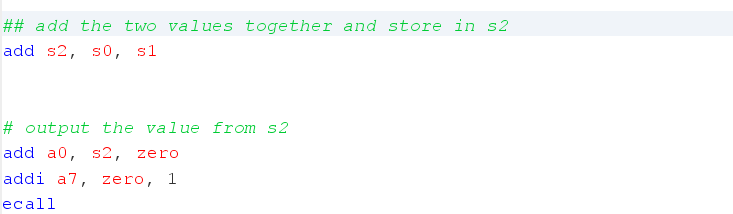 ## add the two values together and store in s2
add s2, s0, s1
# output the value from s2
add a0, s2, zero
addi a7, zero, 1
ecall